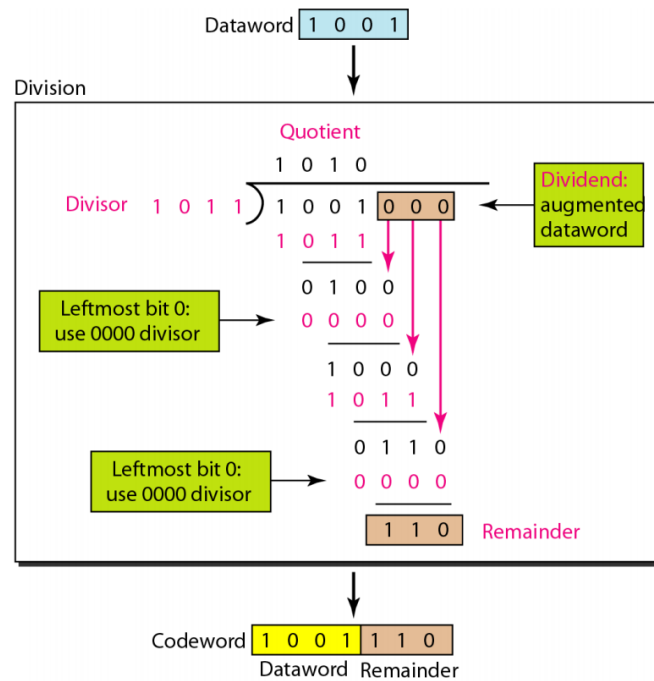 Dataword 1 0 0 1
Division
Quotient
1 0 1 0
Divisor 1 0 1 1 1 0 0 1 0 0 0
Dividend:
augmented
dataword
1 0 1 1
0 1 0 0
Leftmost bit 0:
use 0000 divisor
0 0 0 0
1 0 0 0
1 0 1 1
0 1 1 0
Leftmost bit 0:
use 0000 divisor
0 0 0 0
1 1 0 Remainder
Codeword 1 0 0 1 1 1 0
Dataword Remainder